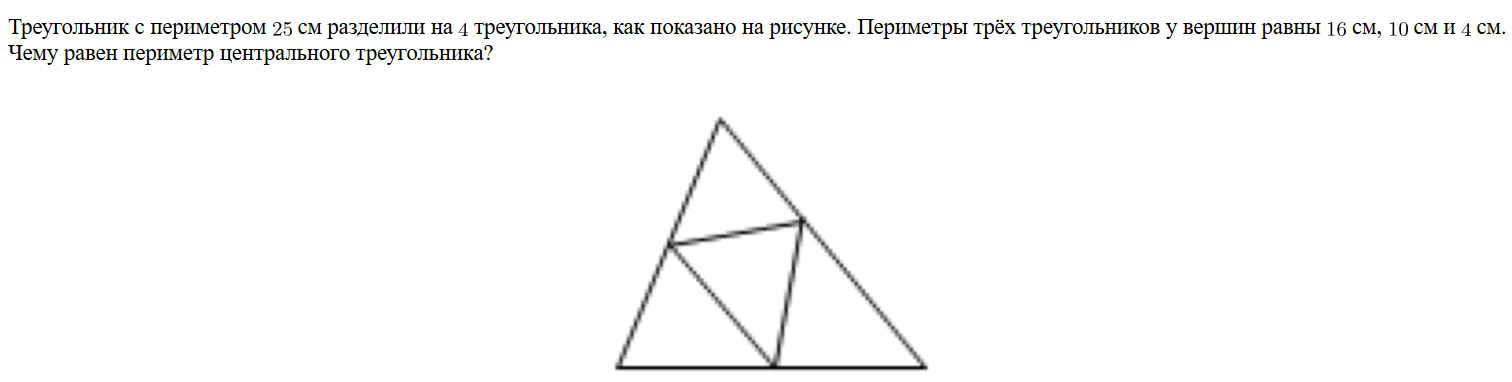 Треугольник с периметром 25 см разделили на 4 треугольника, как показано на рисунке. Периметры трёх треугольников у вершин равны 16 см, 10 см и 4 см.
Чему равен периметр центрального треугольника?